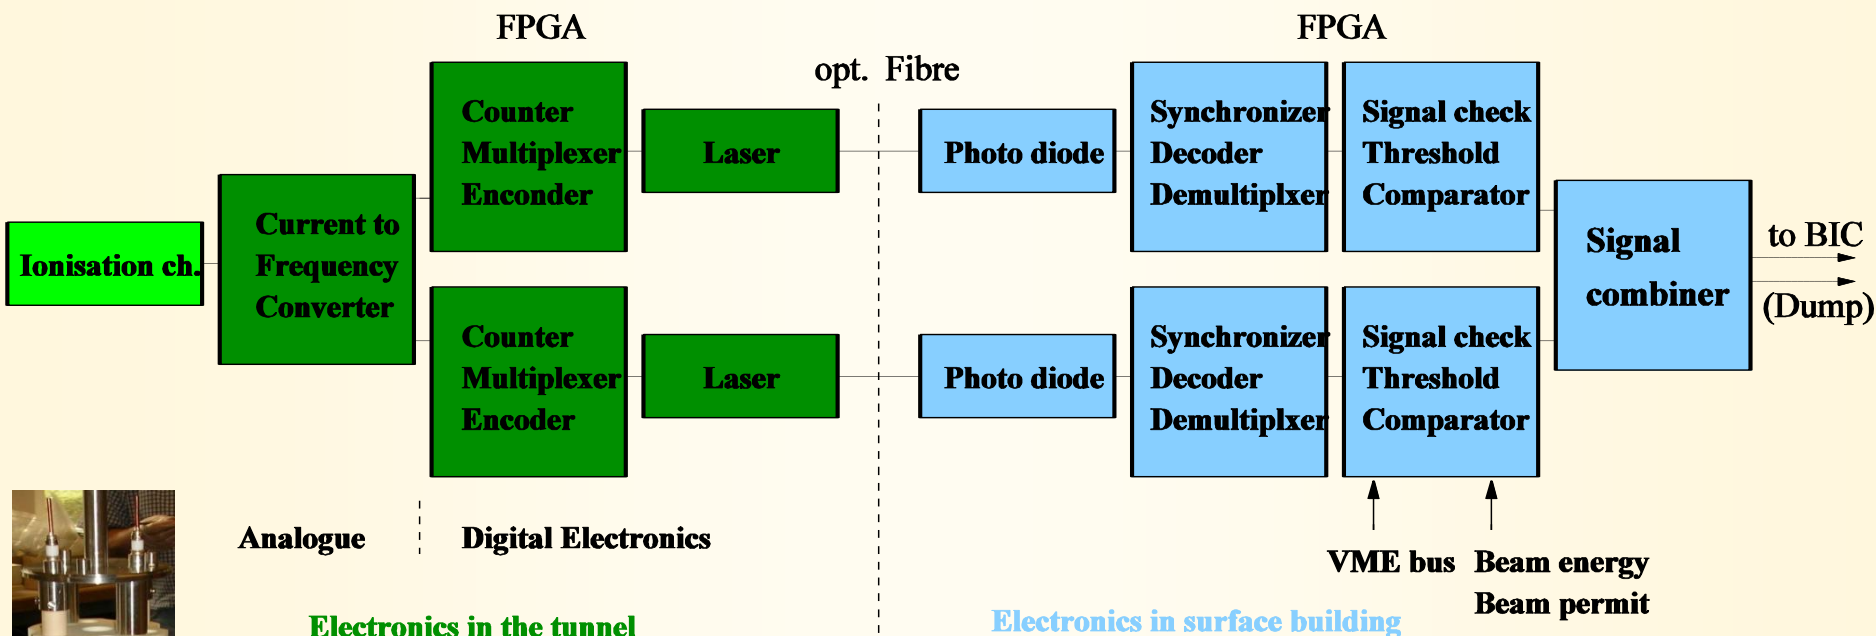 FPGA
FPGA
opt. Fibre
Counter
Multiplexer
Enconder
Laser
Photo diode
Synchronizer
Decoder
Demultiplxer
Signal check
Threshold
Comparator
Ionisation ch.
Current to
Frequency
Converter
Signal
combiner
to BIC
(Dump)
Counter
Multiplexer
Encoder
Laser
Photo diode
Synchronizer
Decoder
Demultiplxer
Signal check
Threshold
Comparator
Analogue
Digital Electronics
VME bus
Beam energy
Beam permit
Electronics in the tunnel
Electronics in surface building